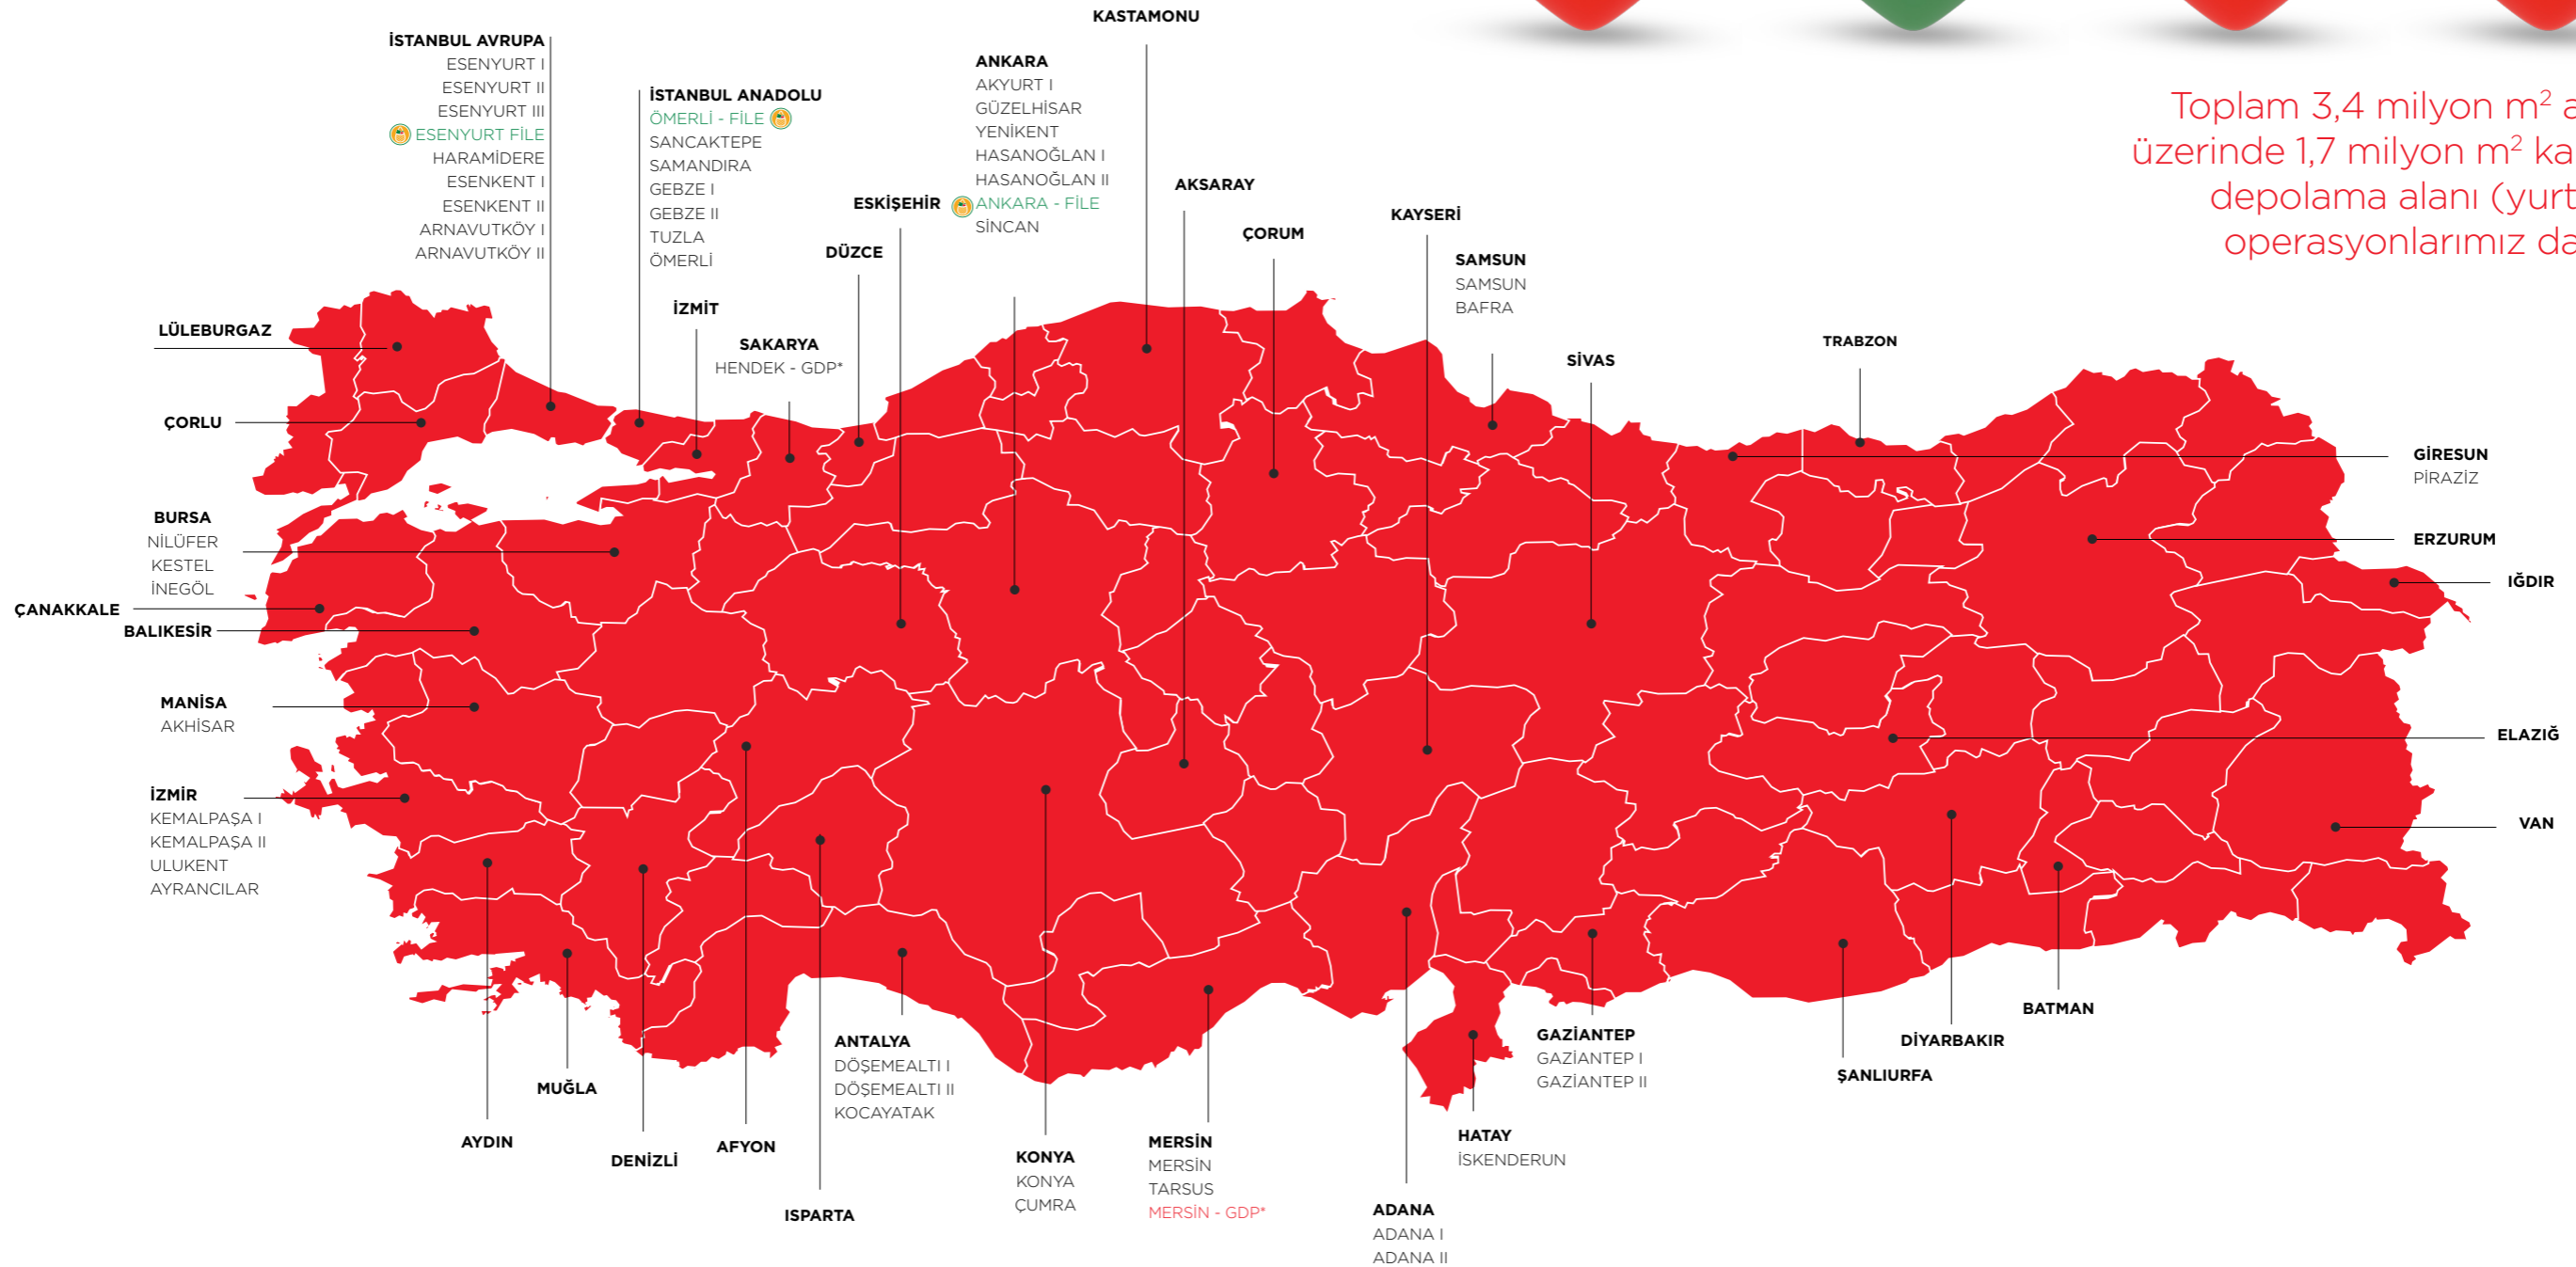 KASTAMONU
İSTANBUL AVRUPA
ESENYURT I
ESENYURT II
ESENYURT III
ESENYURT FİLE
HARAMİDERE
ESENKENT I
ESENKENT II
ARNAVUTKÖY I
ARNAVUTKÖY II
İSTANBUL ANADOLU
ÖMERLİ - FİLE
SANCAKTEPE
SAMANDIRA
GEBZE I
GEBZE II
TUZLA
ÖMERLİ
ANKARA
AKYURT I
GÜZELHİSAR
YENİKENT
HASANOĞLAN I
HASANOĞLAN II
ANKARA - FİLE
SİNCAN
Toplam 3,4 milyon m² a
üzerinde 1,7 milyon m² ka
depolama alanı (yurt
operasyonlarımız da
ESKİŞEHİR
DÜZCE
AKSARAY
ÇORUM
KAYSERİ
SAMSUN
SAMSUN
BAFRA
İZMİT
SAKARYA
HENDEK - GDP*
SİVAS
TRABZON
LÜLEBURGAZ
ÇORLU
BURSA
NİLÜFER
KESTEL
İNEGÖL
ÇANAKKALE
BALIKESİR
MANİSA
AKHİSAR
İZMİR
KEMALPAŞA I
KEMALPAŞA II
ULUKENT
AYRANCILAR
GİRESUN
PİRAZİZ
ERZURUM
IĞDIR
ELAZIĞ
VAN
AYDIN
MUĞLA
DENİZLİ
AFYON
ISPARTA
ANTALYA
DÖŞEMEALTI I
DÖŞEMEALTI II
KOCAYATAK
KONYA
KONYA
ÇUMRA
MERSİN
MERSİN
TARSUS
MERSİN - GDP*
ADANA
ADANA I
ADANA II
HATAY
İSKENDERUN
GAZİANTEP
GAZİANTEP I
GAZİANTEP II
ŞANLIURFA
DİYARBAKIR
BATMAN